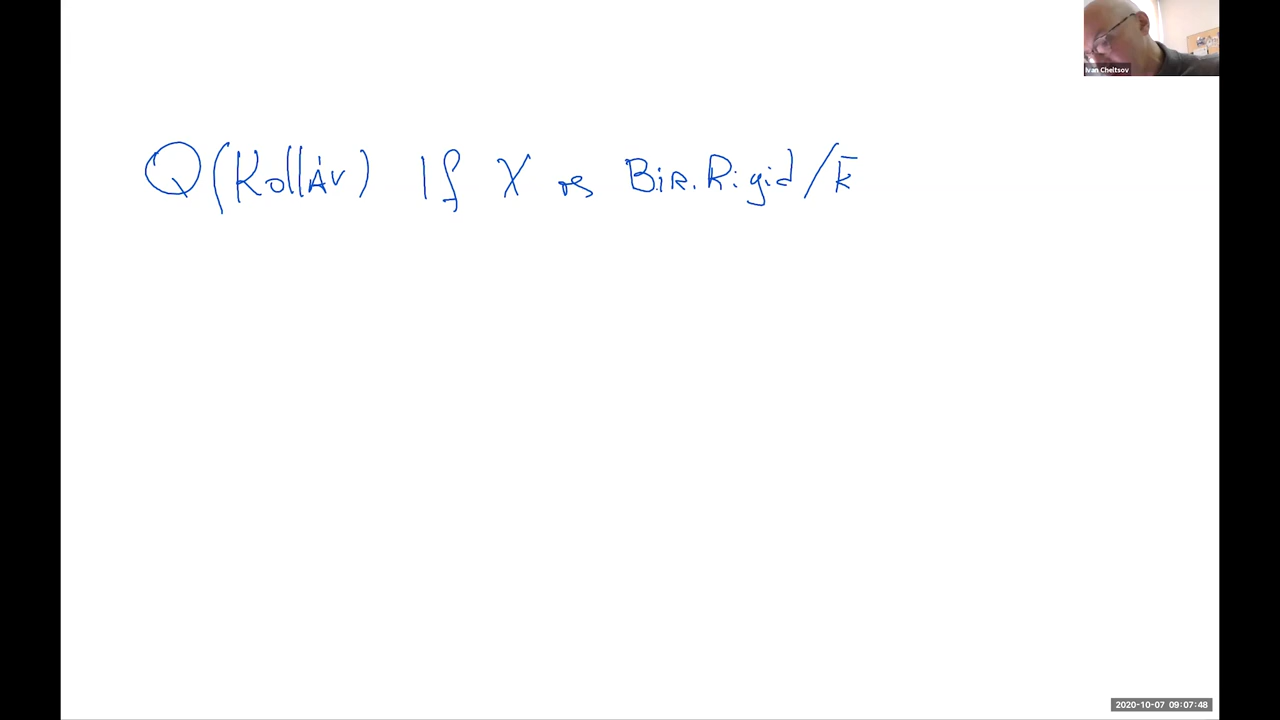 Q (Kollár) If X is Bir. Rigid / k̄
Ivan Cheltsov
2020-10-07 09:07:48